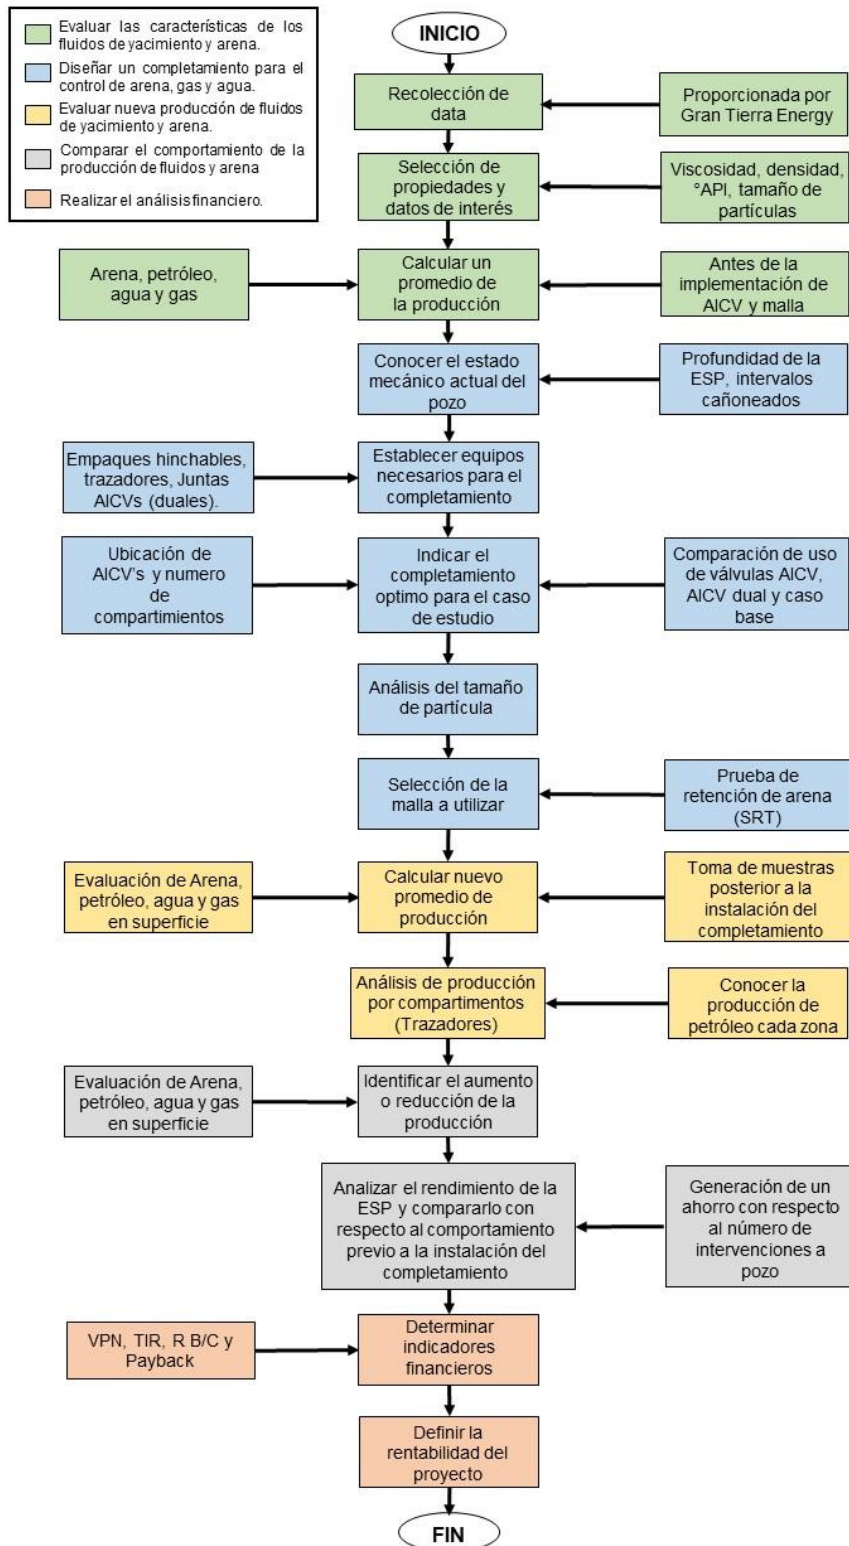 Evaluar las características de los
fluidos de yacimiento y arena.
Diseñar un completamiento para el
control de arena, gas y agua.
Evaluar nueva producción de fluidos
de yacimiento y arena.
Comparar el comportamiento de la
producción de fluidos y arena
Realizar el análisis financiero.
INICIO
Recolección de
data
Proporcionada por
Gran Tierra Energy
Selección de
propiedades y
datos de interés
Viscosidad, densidad,
°API, tamaño de
partículas
Arena, petróleo,
agua y gas
Calcular un
promedio de
la producción
Antes de la
implementación de
AICV y malla
Conocer el estado
mecánico actual del
pozo
Profundidad de la
ESP, intervalos
cañoneados
Empaques hinchables,
trazadores, Juntas
AICVs (duales).
Establecer equipos
necesarios para el
completamiento
Ubicación de
AICV's y numero
de
compartimientos
Indicar el
completamiento
optimo para el caso
de estudio
Comparación de uso
de válvulas AICV,
AICV dual y caso
base
Análisis del tamaño
de partícula
Selección de la
malla a utilizar
Prueba de
retención de arena
(SRT)
Evaluación de Arena,
petróleo, agua y gas
en superficie
Calcular nuevo
promedio de
producción
Toma de muestras
posterior a la
instalación del
completamiento
Análisis de producción
por compartimentos
(Trazadores)
Conocer la
producción de
petróleo cada zona
Evaluación de Arena,
petróleo, agua y gas
en superficie
Identificar el aumento
o reducción de la
producción
Analizar el rendimiento de la
ESP y compararlo con
respecto al comportamiento
previo a la instalación del
completamiento
Generación de un
ahorro con respecto
al número de
intervenciones a
pozo
VPN, TIR, R B/C y
Payback
Determinar
indicadores
financieros
Definir la
rentabilidad del
proyecto
FIN